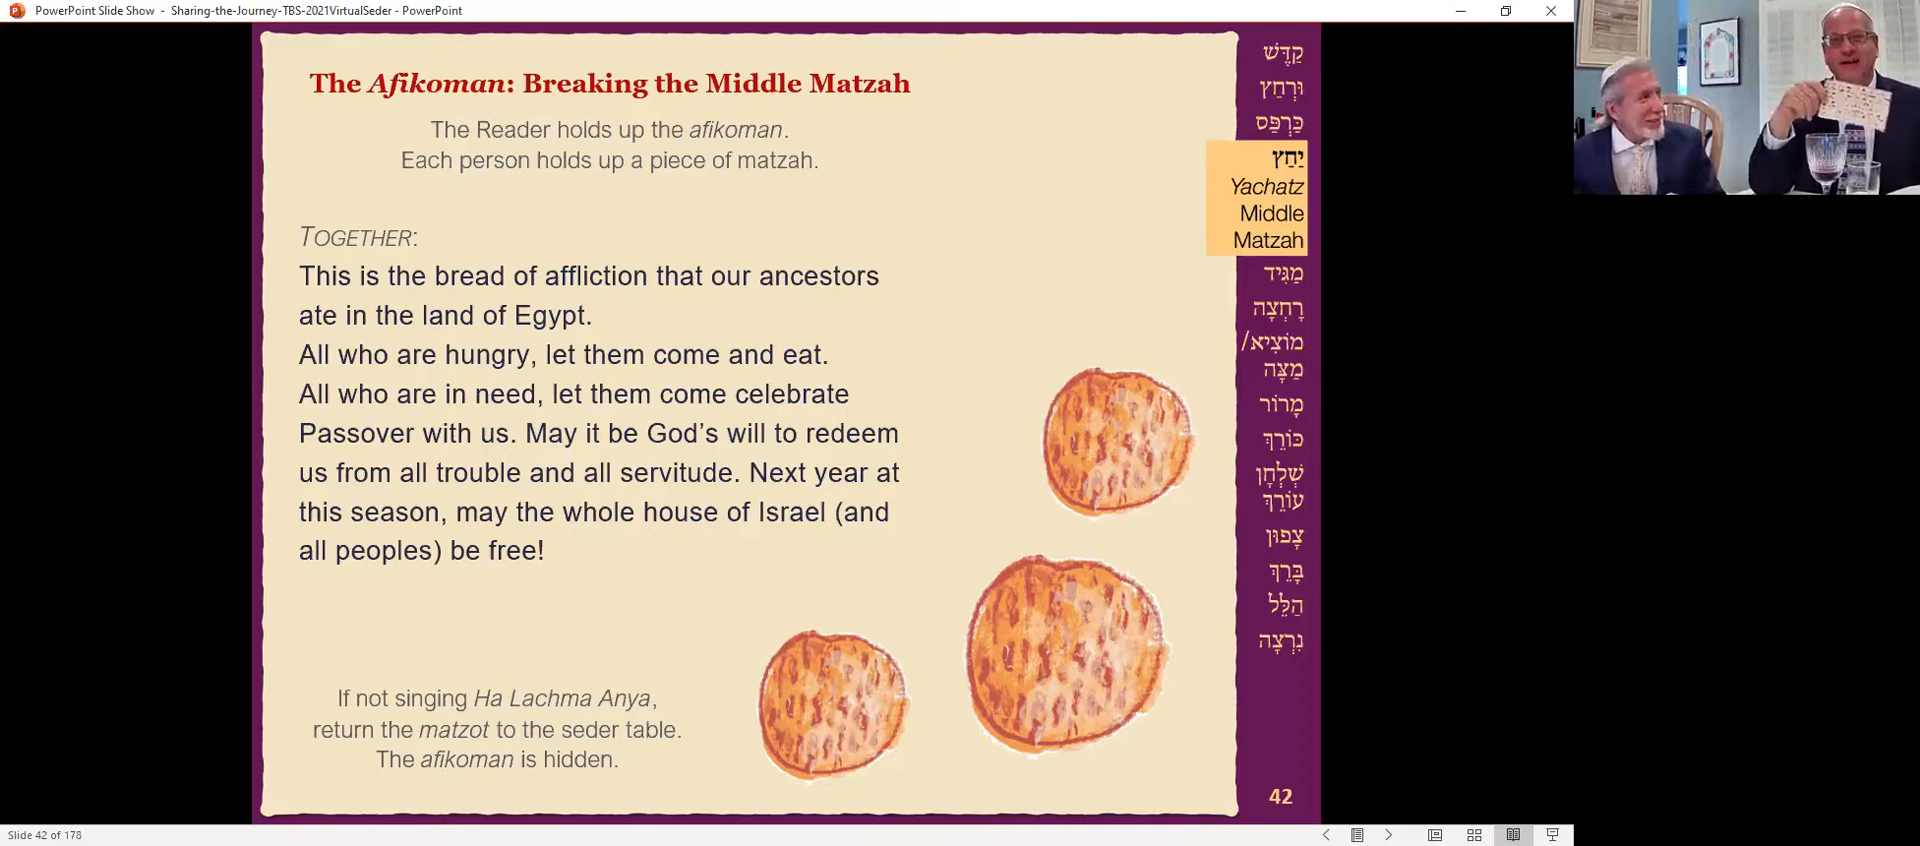 PowerPoint Slide Show - Sharing-the-Journey-TBS-2021VirtualSeder - PowerPoint
The Afikoman: Breaking the Middle Matzah
The Reader holds up the afikoman.
Each person holds up a piece of matzah.
TOGETHER:
This is the bread of affliction that our ancestors
ate in the land of Egypt.
All who are hungry, let them come and eat.
All who are in need, let them come celebrate
Passover with us. May it be God’s will to redeem
us from all trouble and all servitude. Next year at
this season, may the whole house of Israel (and
all peoples) be free!
If not singing Ha Lachma Anya,
return the matzot to the seder table.
The afikoman is hidden.
קַדֵּשׁ
וּרְחַץ
כַּרְפַּס
יַחַץ
Yachatz
Middle
Matzah
מַגִּיד
רָחְצָה
מוֹצִיא/
מַצָּה
מָרוֹר
כּוֹרֵךְ
שֻׁלְחָן
עוֹרֵךְ
צָפוּן
בָּרֵךְ
הַלֵּל
נִרְצָה
42
Slide 42 of 178